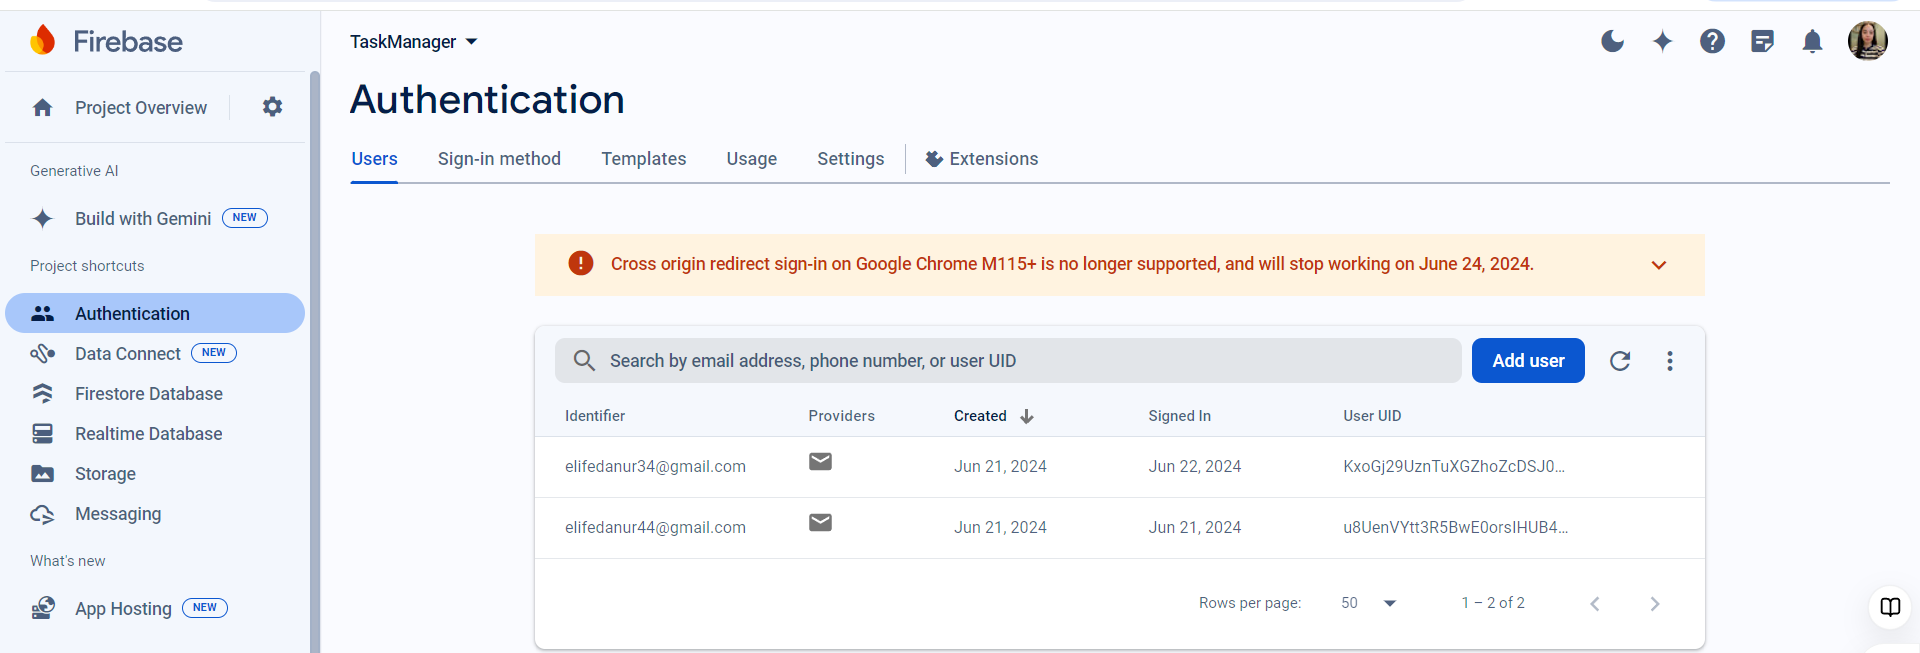 Firebase
Project Overview
Generative AI
Build with Gemini NEW
Project shortcuts
Authentication
Data Connect NEW
Firestore Database
Realtime Database
Storage
Messaging
What's new
App Hosting NEW
TaskManager
Authentication
Users Sign-in method Templates Usage Settings Extensions
Cross origin redirect sign-in on Google Chrome M115+ is no longer supported, and will stop working on June 24, 2024.
Search by email address, phone number, or user UID Add user
Identifier Providers Created Signed In User UID
elifedanur34@gmail.com Jun 21, 2024 Jun 22, 2024 KxoGj29UznTuXGZhoZcDSJ0...
elifedanur44@gmail.com Jun 21, 2024 Jun 21, 2024 u8UenVYtt3R5BwE0orsIHUB4...
Rows per page: 50 1 – 2 of 2